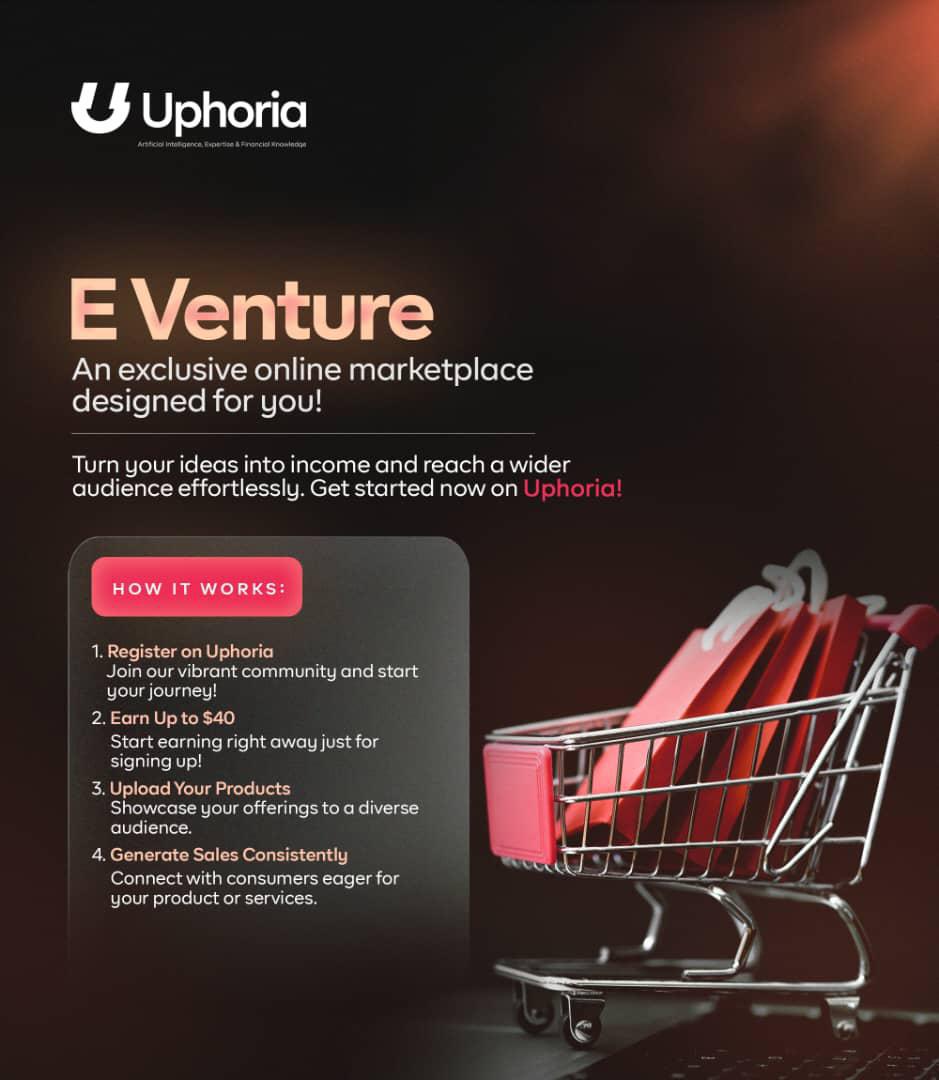 Uphoria
Artificial Intelligence, Expertise & Financial Knowledge
E Venture
An exclusive online marketplace
designed for you!
Turn your ideas into income and reach a wider
audience effortlessly. Get started now on Uphoria!
HOW IT WORKS:
1. Register on Uphoria
Join our vibrant community and start
your journey!
2. Earn Up to $40
Start earning right away just for
signing up!
3. Upload Your Products
Showcase your offerings to a diverse
audience.
4. Generate Sales Consistently
Connect with consumers eager for
your product or services.